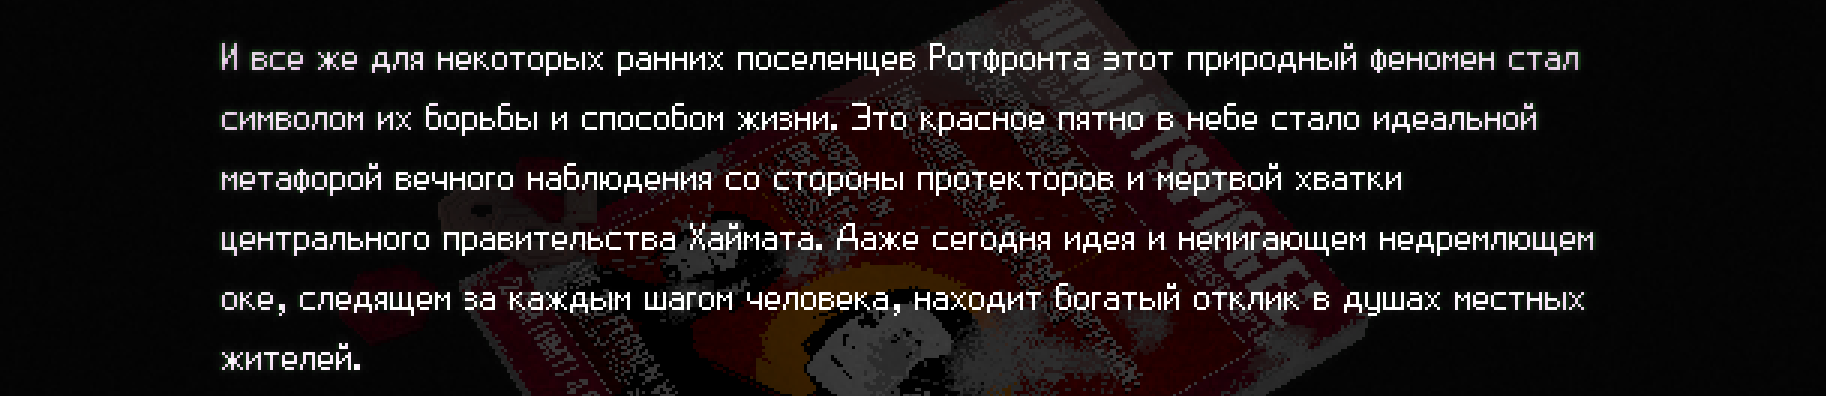 И все же для некоторых ранних поселенцев Ротфронта этот природный феномен стал
символом их борьбы и способом жизни. Это красное пятно в небе стало идеальной
метафорой вечного наблюдения со стороны протекторов и мертвой хватки
центрального правительства Хаймата. Даже сегодня идея и немигающем недремлющем
оке, следящем за каждым шагом человека, находит богатый отклик в душах местных
жителей.